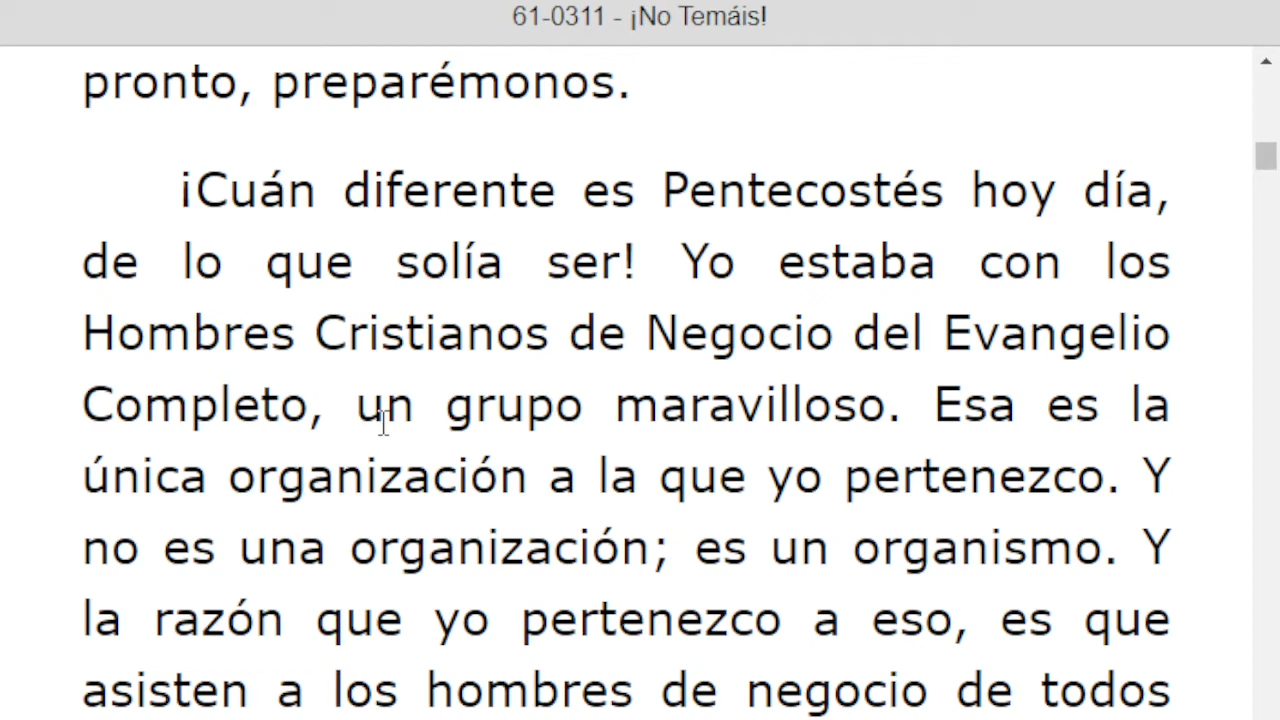 61-0311 - ¡No Temáis!
pronto, preparémonos.
¡Cuán diferente es Pentecostés hoy día,
de lo que solía ser! Yo estaba con los
Hombres Cristianos de Negocio del Evangelio
Completo, un grupo maravilloso. Esa es la
única organización a la que yo pertenezco. Y
no es una organización; es un organismo. Y
la razón que yo pertenezco a eso, es que
asisten a los hombres de negocio de todos